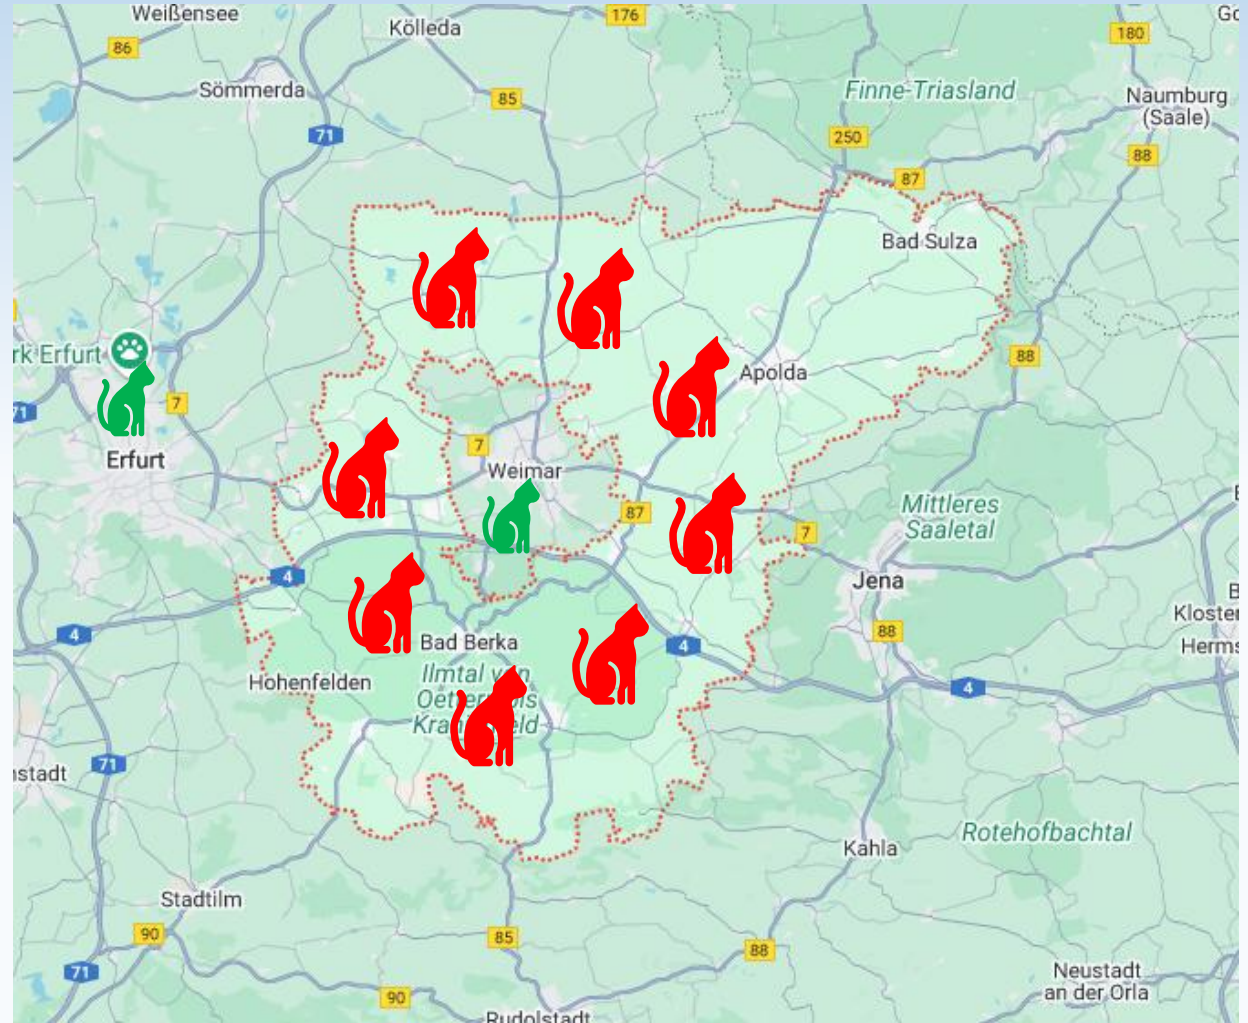 Weißensee
Kölleda
176
86
180
Sömmerda
85
Finne-Triasland
Naumburg
(Saale)
71
250
88
87
Bad Sulza
rk Erfurt
88
Apolda
71
7
Erfurt
7
Weimar
87
Mittleres
Saaletal
7
4
Jena
4
88
Bad Berka
4
Hohenfelden
Ilmtal von
4
71
Kahla
Rotehofbachtal
Stadtilm
90
85
88
71
90
Neustadt
an der Orla
Rudolstadt